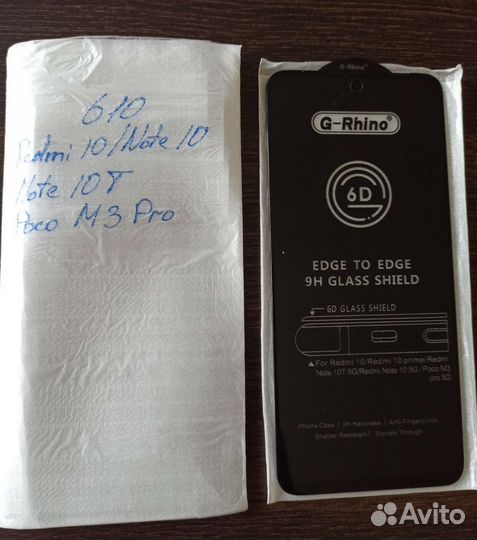 610
Redmi 10/Note 10
Note 10T
Poco M3 Pro
G-Rhino
G-Rhino®
6D
EDGE TO EDGE
9H GLASS SHIELD
6D GLASS SHIELD
▲For Redmi 10/Redmi 10 prime/Redmi
Note 10T 5G/Redmi Note 10 5G / Poco M3
pro 5G
Phone Case | 9H Hardness | Anti-Fingerprints
Shatter-Resistant | Signals Through
Avito